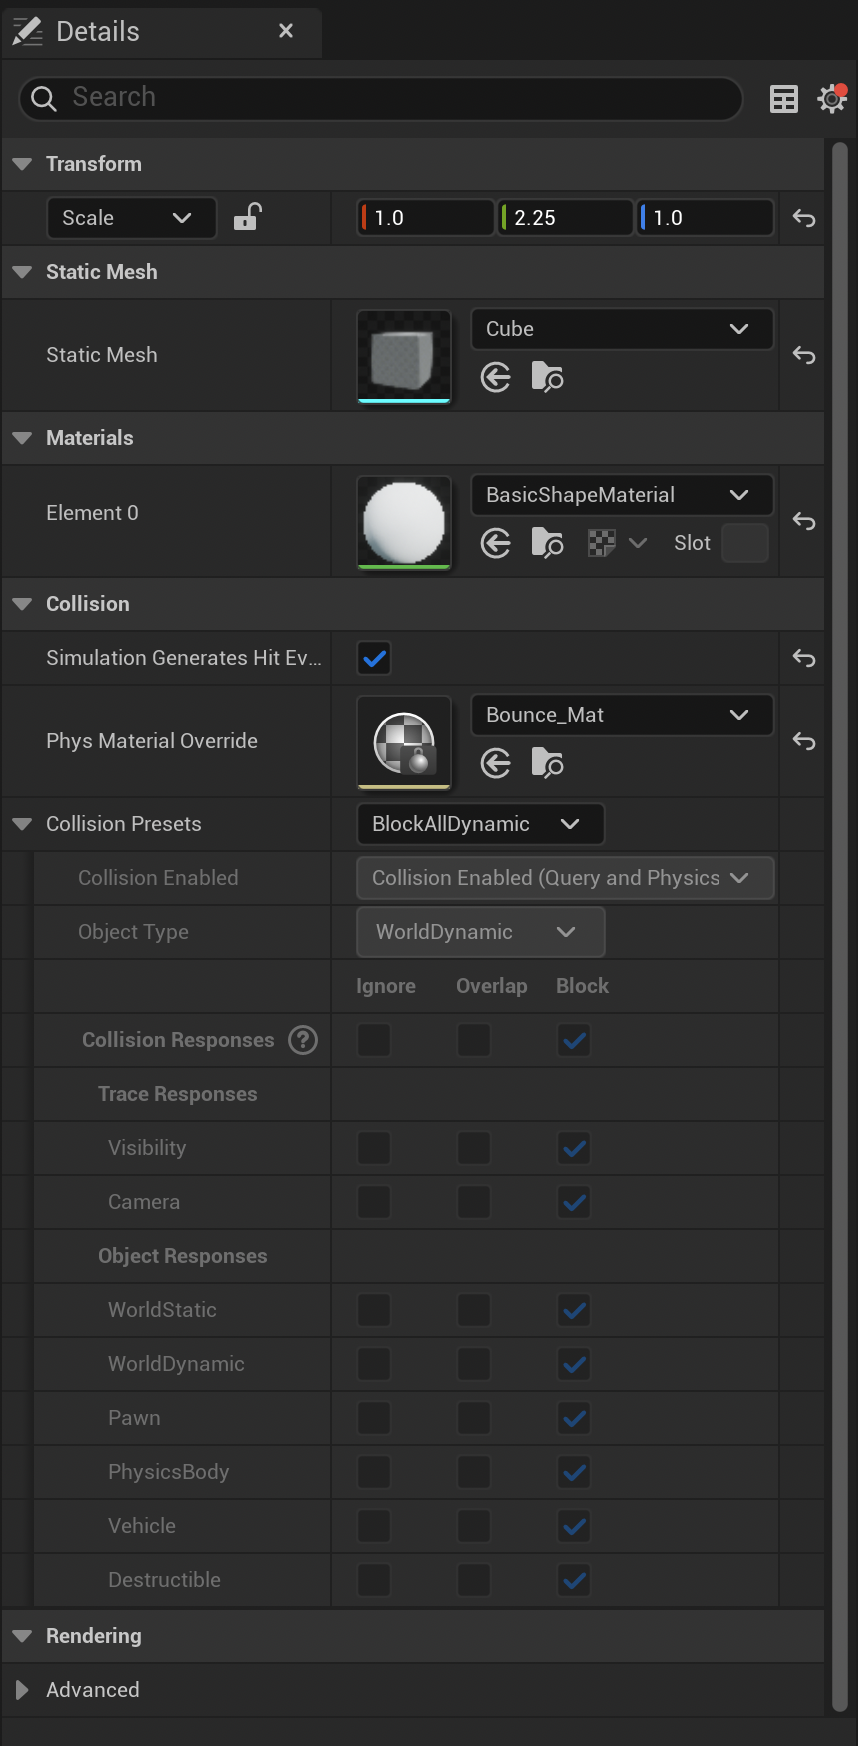 Details
Search
Transform
Scale 1.0 2.25 1.0
Static Mesh
Static Mesh Cube
Materials
Element 0 BasicShapeMaterial
Slot
Collision
Simulation Generates Hit Ev...
Phys Material Override Bounce_Mat
Collision Presets BlockAllDynamic
Collision Enabled Collision Enabled (Query and Physics
Object Type WorldDynamic
Ignore Overlap Block
Collision Responses ?
Trace Responses
Visibility
Camera
Object Responses
WorldStatic
WorldDynamic
Pawn
PhysicsBody
Vehicle
Destructible
Rendering
Advanced